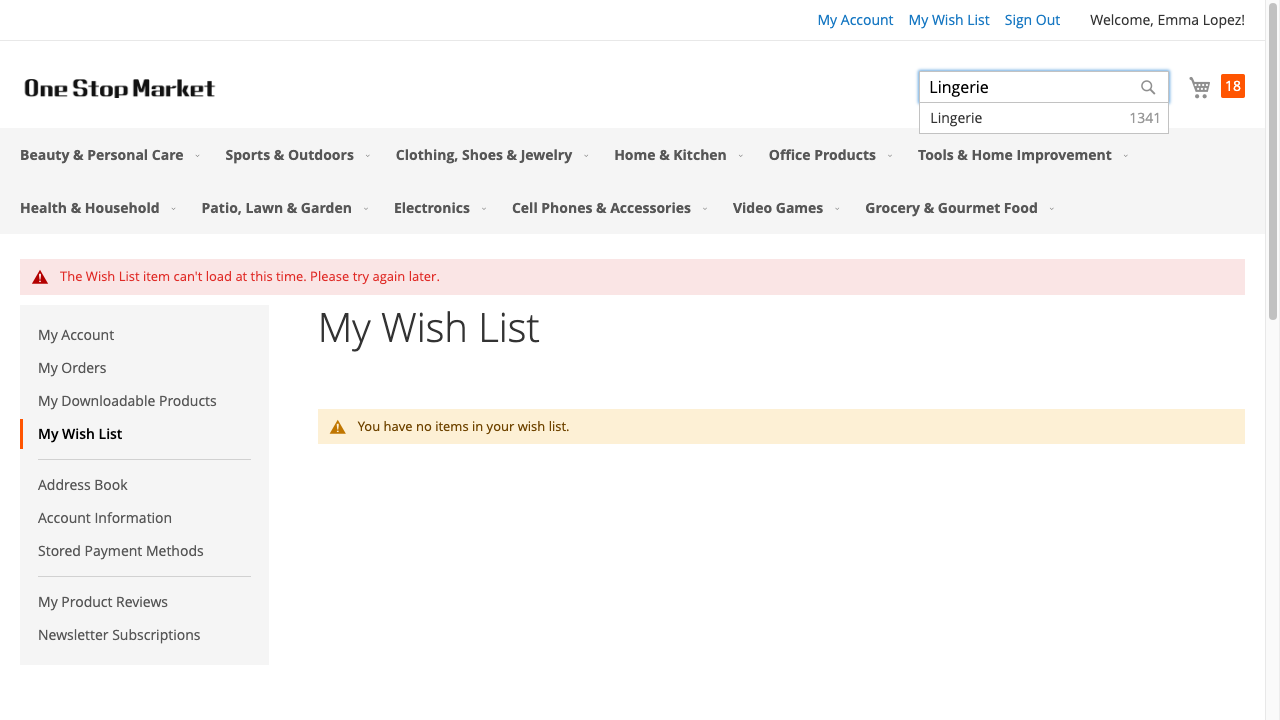 My Account My Wish List Sign Out Welcome, Emma Lopez!
One Stop Market
Lingerie
18
Lingerie 1341
Beauty & Personal Care Sports & Outdoors Clothing, Shoes & Jewelry Home & Kitchen Office Products Tools & Home Improvement
Health & Household Patio, Lawn & Garden Electronics Cell Phones & Accessories Video Games Grocery & Gourmet Food
The Wish List item can't load at this time. Please try again later.
My Account
My Orders
My Downloadable Products
My Wish List
Address Book
Account Information
Stored Payment Methods
My Product Reviews
Newsletter Subscriptions
My Wish List
You have no items in your wish list.